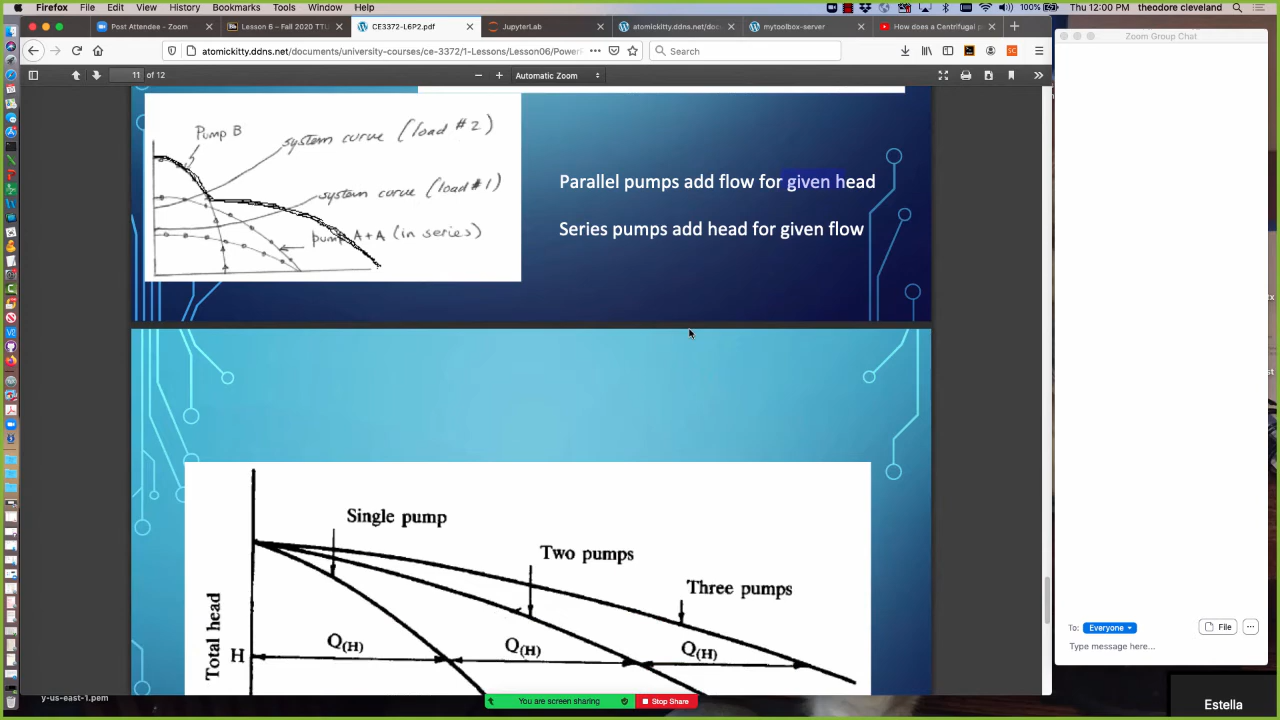 Firefox File Edit View History Bookmarks Tools Window Help
100% Thu 12:00 PM theodore cleveland
Post Attendee - Zoom
Lesson 6 – Fall 2020 TTU
CE3372-L6P2.pdf
JupyterLab
atomickitty.ddns.net/doc
mytoolbox-server
How does a Centrifugal p
atomickitty.ddns.net/documents/university-courses/ce-3372/1-Lessons/Lesson06/Power
Search
11 of 12
Automatic Zoom
Zoom Group Chat
Pump B
system curve (load #2)
system curve (load #1)
pump A+A (in series)
Parallel pumps add flow for given head
Series pumps add head for given flow
Single pump
Two pumps
Three pumps
Total head
H
Q(H)
Q(H)
Q(H)
To: Everyone
File
Type message here...
y-us-east-1.pem
You are screen sharing
Stop Share
Estella